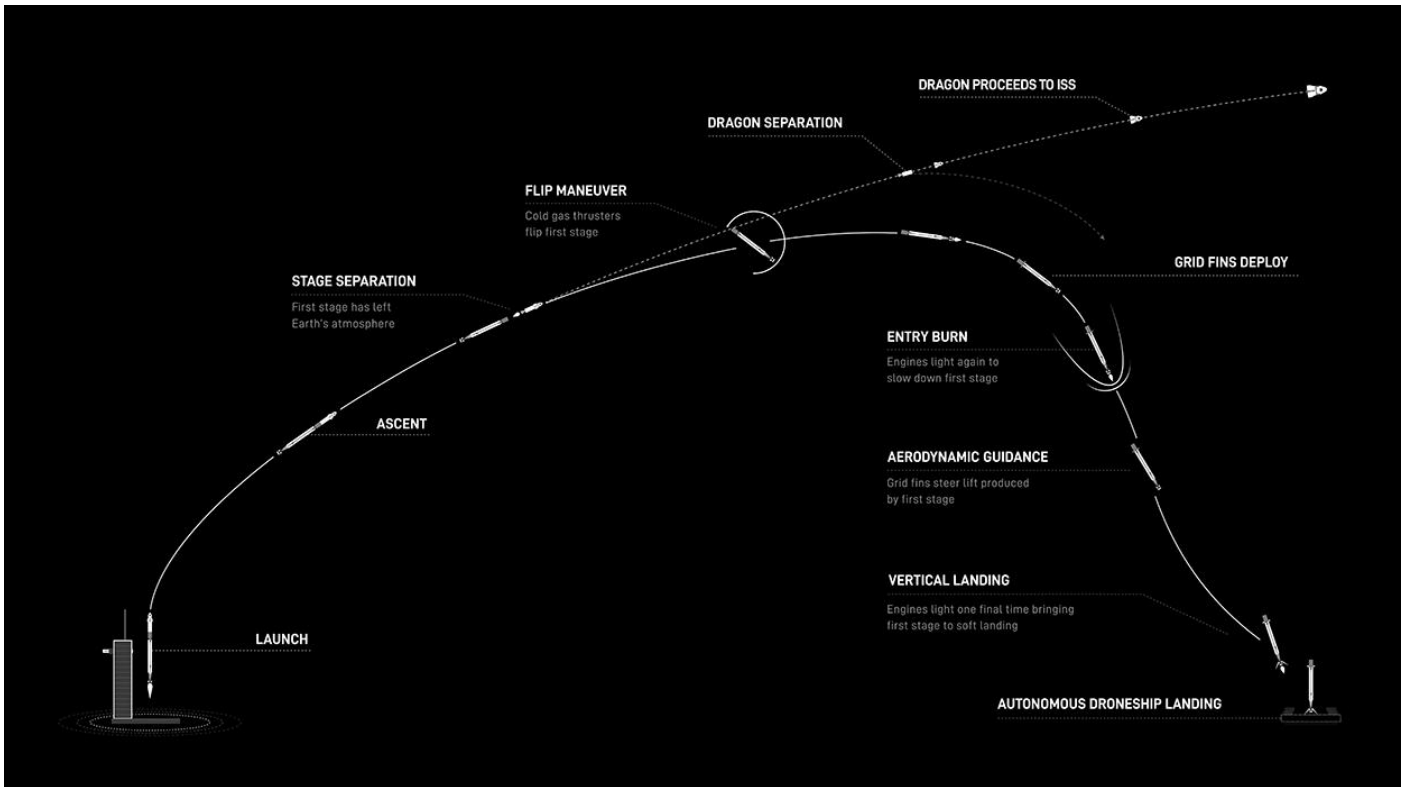 DRAGON PROCEEDS TO ISS
DRAGON SEPARATION
FLIP MANEUVER
Cold gas thrusters
flip first stage
STAGE SEPARATION
First stage has left
Earth's atmosphere
ASCENT
LAUNCH
GRID FINS DEPLOY
ENTRY BURN
Engines light again to
slow down first stage
AERODYNAMIC GUIDANCE
Grid fins steer lift produced
by first stage
VERTICAL LANDING
Engines light one final time bringing
first stage to soft landing
AUTONOMOUS DRONESHIP LANDING